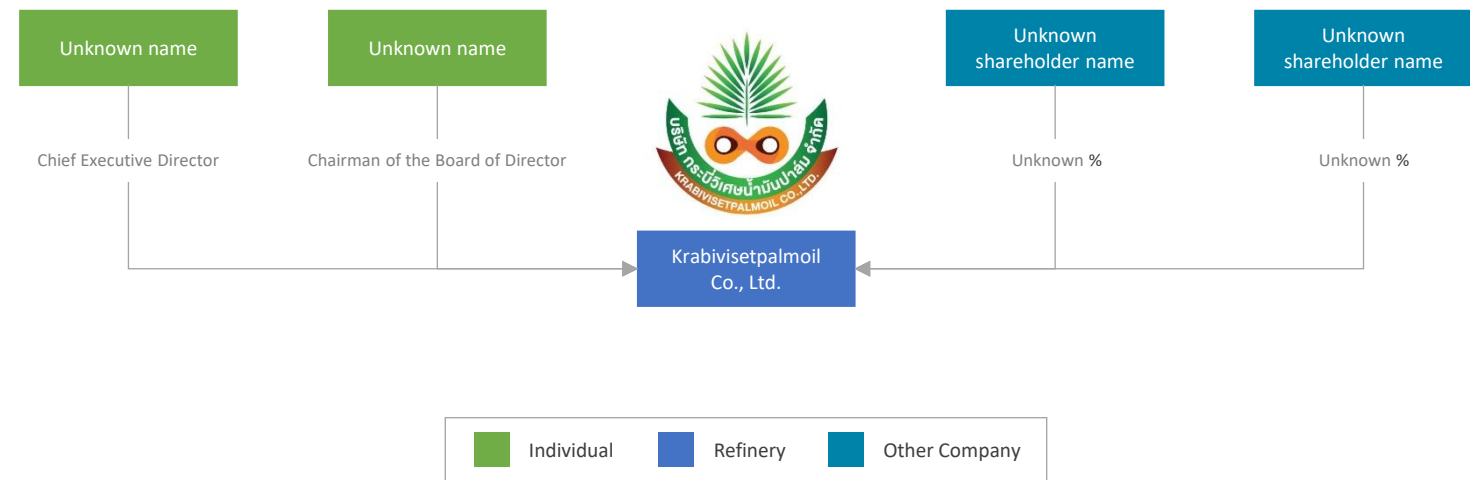 Unknown name
Unknown name
Unknown
shareholder name
Unknown
shareholder name
Chief Executive Director
Chairman of the Board of Director
บริษัท กระบี่วิเศษน้ำมันปาล์ม จำกัด
KRABIVISETPALMOIL CO.,LTD.
Unknown %
Unknown %
Krabivisetpalmoil
Co., Ltd.
Individual
Refinery
Other Company